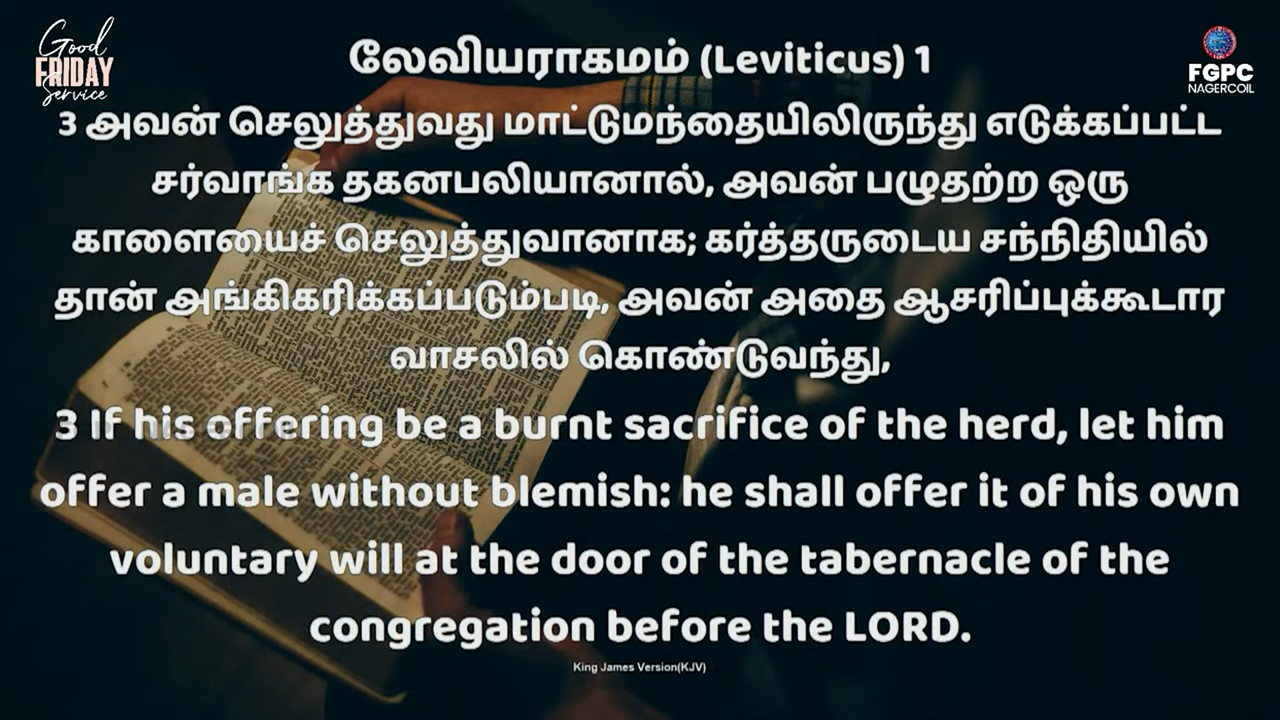 Good
FRIDAY
Service
FGPC
NAGERCOIL
லேவியராகமம் (Leviticus) 1
3 அவன் செலுத்துவது மாட்டுமந்தையிலிருந்து எடுக்கப்பட்ட
சர்வாங்க தகனபலியானால், அவன் பழுதற்ற ஒரு
காளையைச் செலுத்துவானாக; கர்த்தருடைய சந்நிதியில்
தான் அங்கிகரிக்கப்படும்படி, அவன் அதை ஆசரிப்புக்கூடார
வாசலில் கொண்டுவந்து,
3 If his offering be a burnt sacrifice of the herd, let him
offer a male without blemish: he shall offer it of his own
voluntary will at the door of the tabernacle of the
congregation before the LORD.
King James Version(KJV)